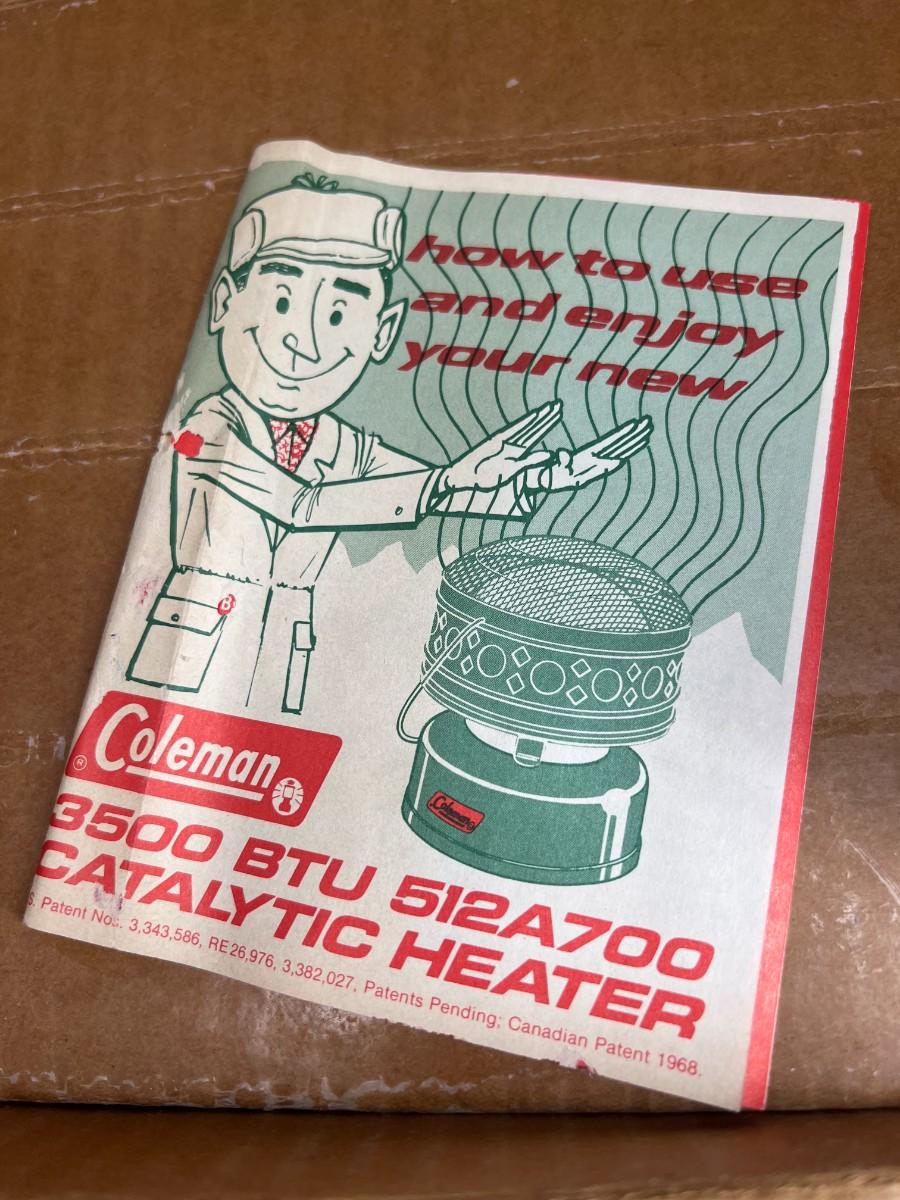 how to use
and enjoy
your new
B
Coleman
®
Coleman
3500 BTU 512A700
CATALYTIC HEATER
S. Patent Nos. 3,343,586, RE26,976, 3,382,027, Patents Pending; Canadian Patent 1968.